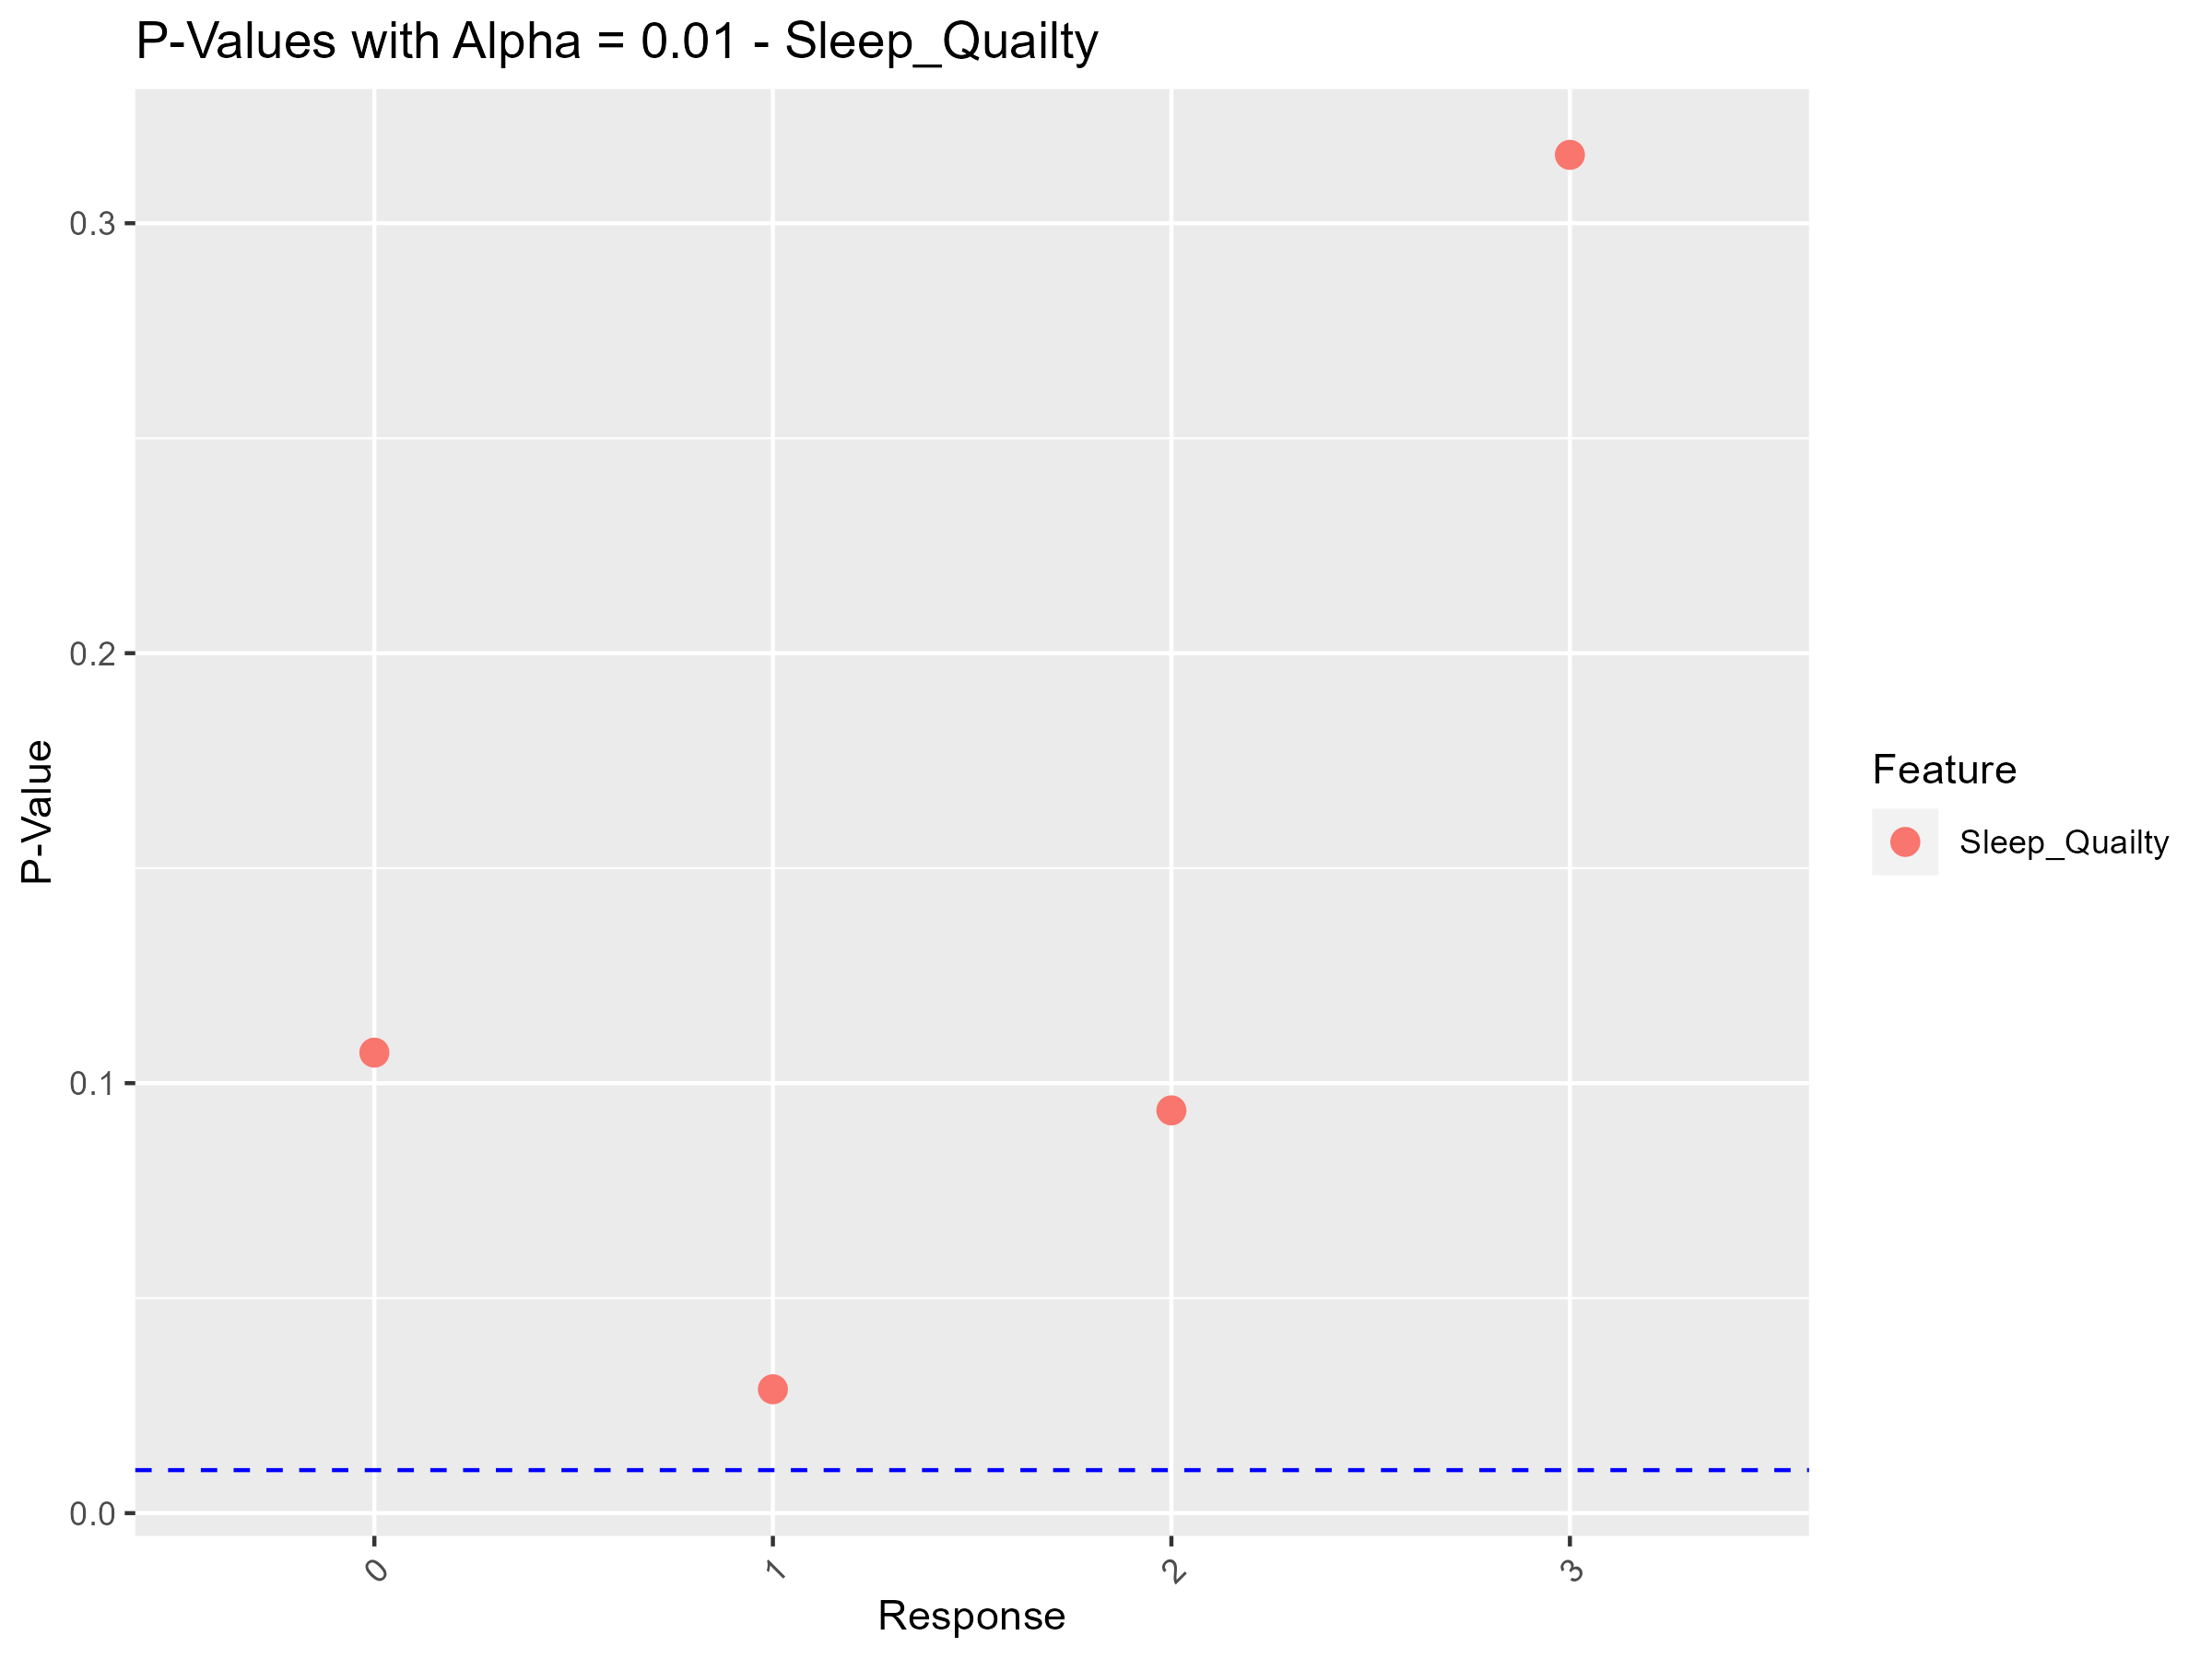 P-Values with Alpha = 0.01 - Sleep_Quailty
0.3
0.2
0.1
0.0
P-Value
0
1
2
3
Response
Feature
Sleep_Quailty